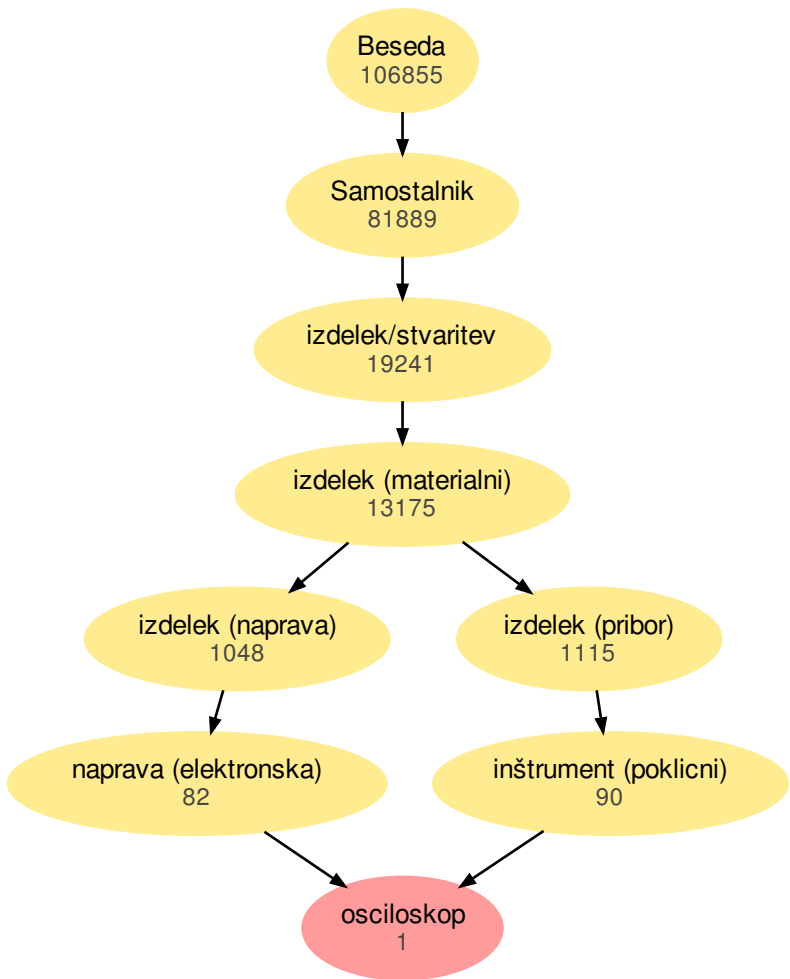 Beseda
106855
Samostalnik
81889
izdelek/stvaritev
19241
izdelek (materialni)
13175
izdelek (naprava)
1048
izdelek (pribor)
1115
naprava (elektronska)
82
inštrument (poklicni)
90
osciloskop
1